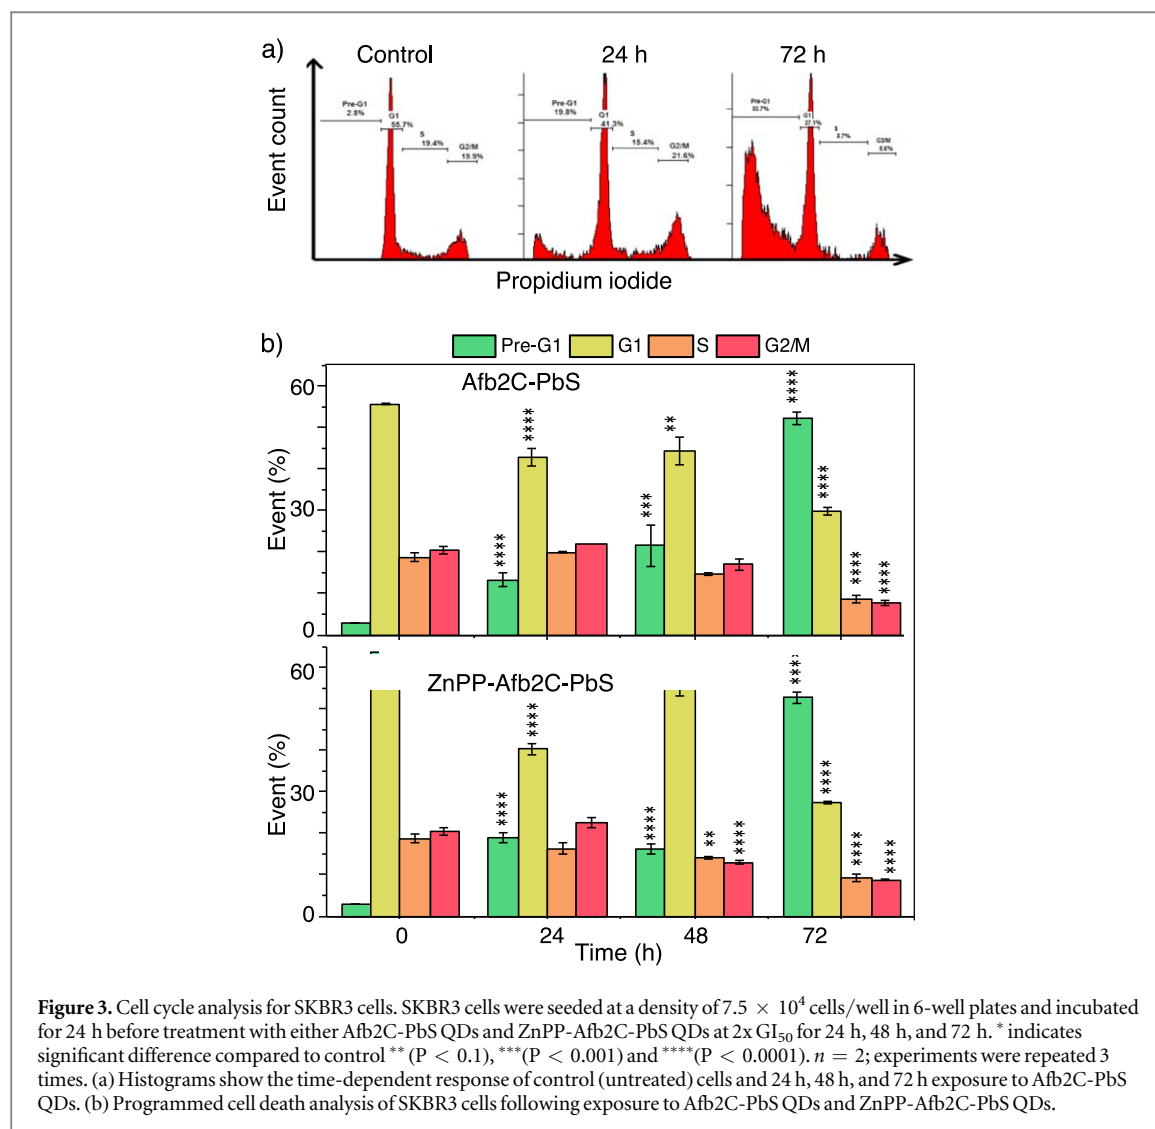 a)
Control
24 h
72 h
Event count
Pre-G1
2.8%
G1
55.7%
S
19.4%
G2/M
19.9%
Pre-G1
19.8%
G1
41.3%
S
15.4%
G2/M
21.6%
Pre-G1
G1
27.1%
S
G2/M
Propidium iodide
b)
Pre-G1 G1 S G2/M
Afb2C-PbS
Event (%)
60
30
0
**** **** *** ** **** **** **** ****
ZnPP-Afb2C-PbS
Event (%)
60
30
0
**** **** **** ** **** **** **** ****
0 24 48 72
Time (h)
Figure 3. Cell cycle analysis for SKBR3 cells. SKBR3 cells were seeded at a density of 7.5 × 10⁴ cells/well in 6-well plates and incubated
for 24 h before treatment with either Afb2C-PbS QDs and ZnPP-Afb2C-PbS QDs at 2x GI₅₀ for 24 h, 48 h, and 72 h. * indicates
significant difference compared to control ** (P < 0.1), ***(P < 0.001) and ****(P < 0.0001). n = 2; experiments were repeated 3
times. (a) Histograms show the time-dependent response of control (untreated) cells and 24 h, 48 h, and 72 h exposure to Afb2C-PbS
QDs. (b) Programmed cell death analysis of SKBR3 cells following exposure to Afb2C-PbS QDs and ZnPP-Afb2C-PbS QDs.